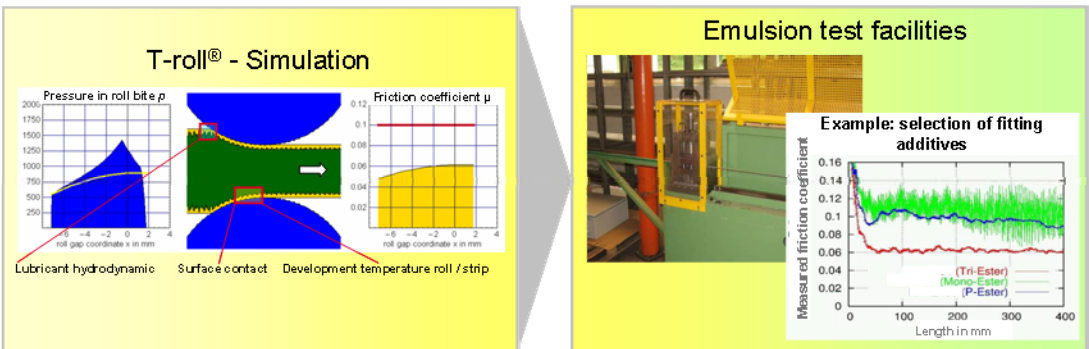 T-roll® - Simulation
Pressure in roll bite p
2000
1750
1500
1250
1000
750
500
250
-6 -4 -2 0 2 4
roll gap coordinate x in mm
Friction coefficient μ
0.12
0.1
0.08
0.06
0.04
0.02
-6 -4 -2 0 2 4
roll gap coordinate x in mm
Lubricant hydrodynamic
Surface contact
Development temperature roll / strip
Emulsion test facilities
Example: selection of fitting
additives
Measured friction coefficient
0.16
0.14
0.12
0.1
0.08
0.06
0.04
0.02
0
(Tri-Ester)
(Mono-Ester)
(P-Ester)
0 100 200 300 400
Length in mm